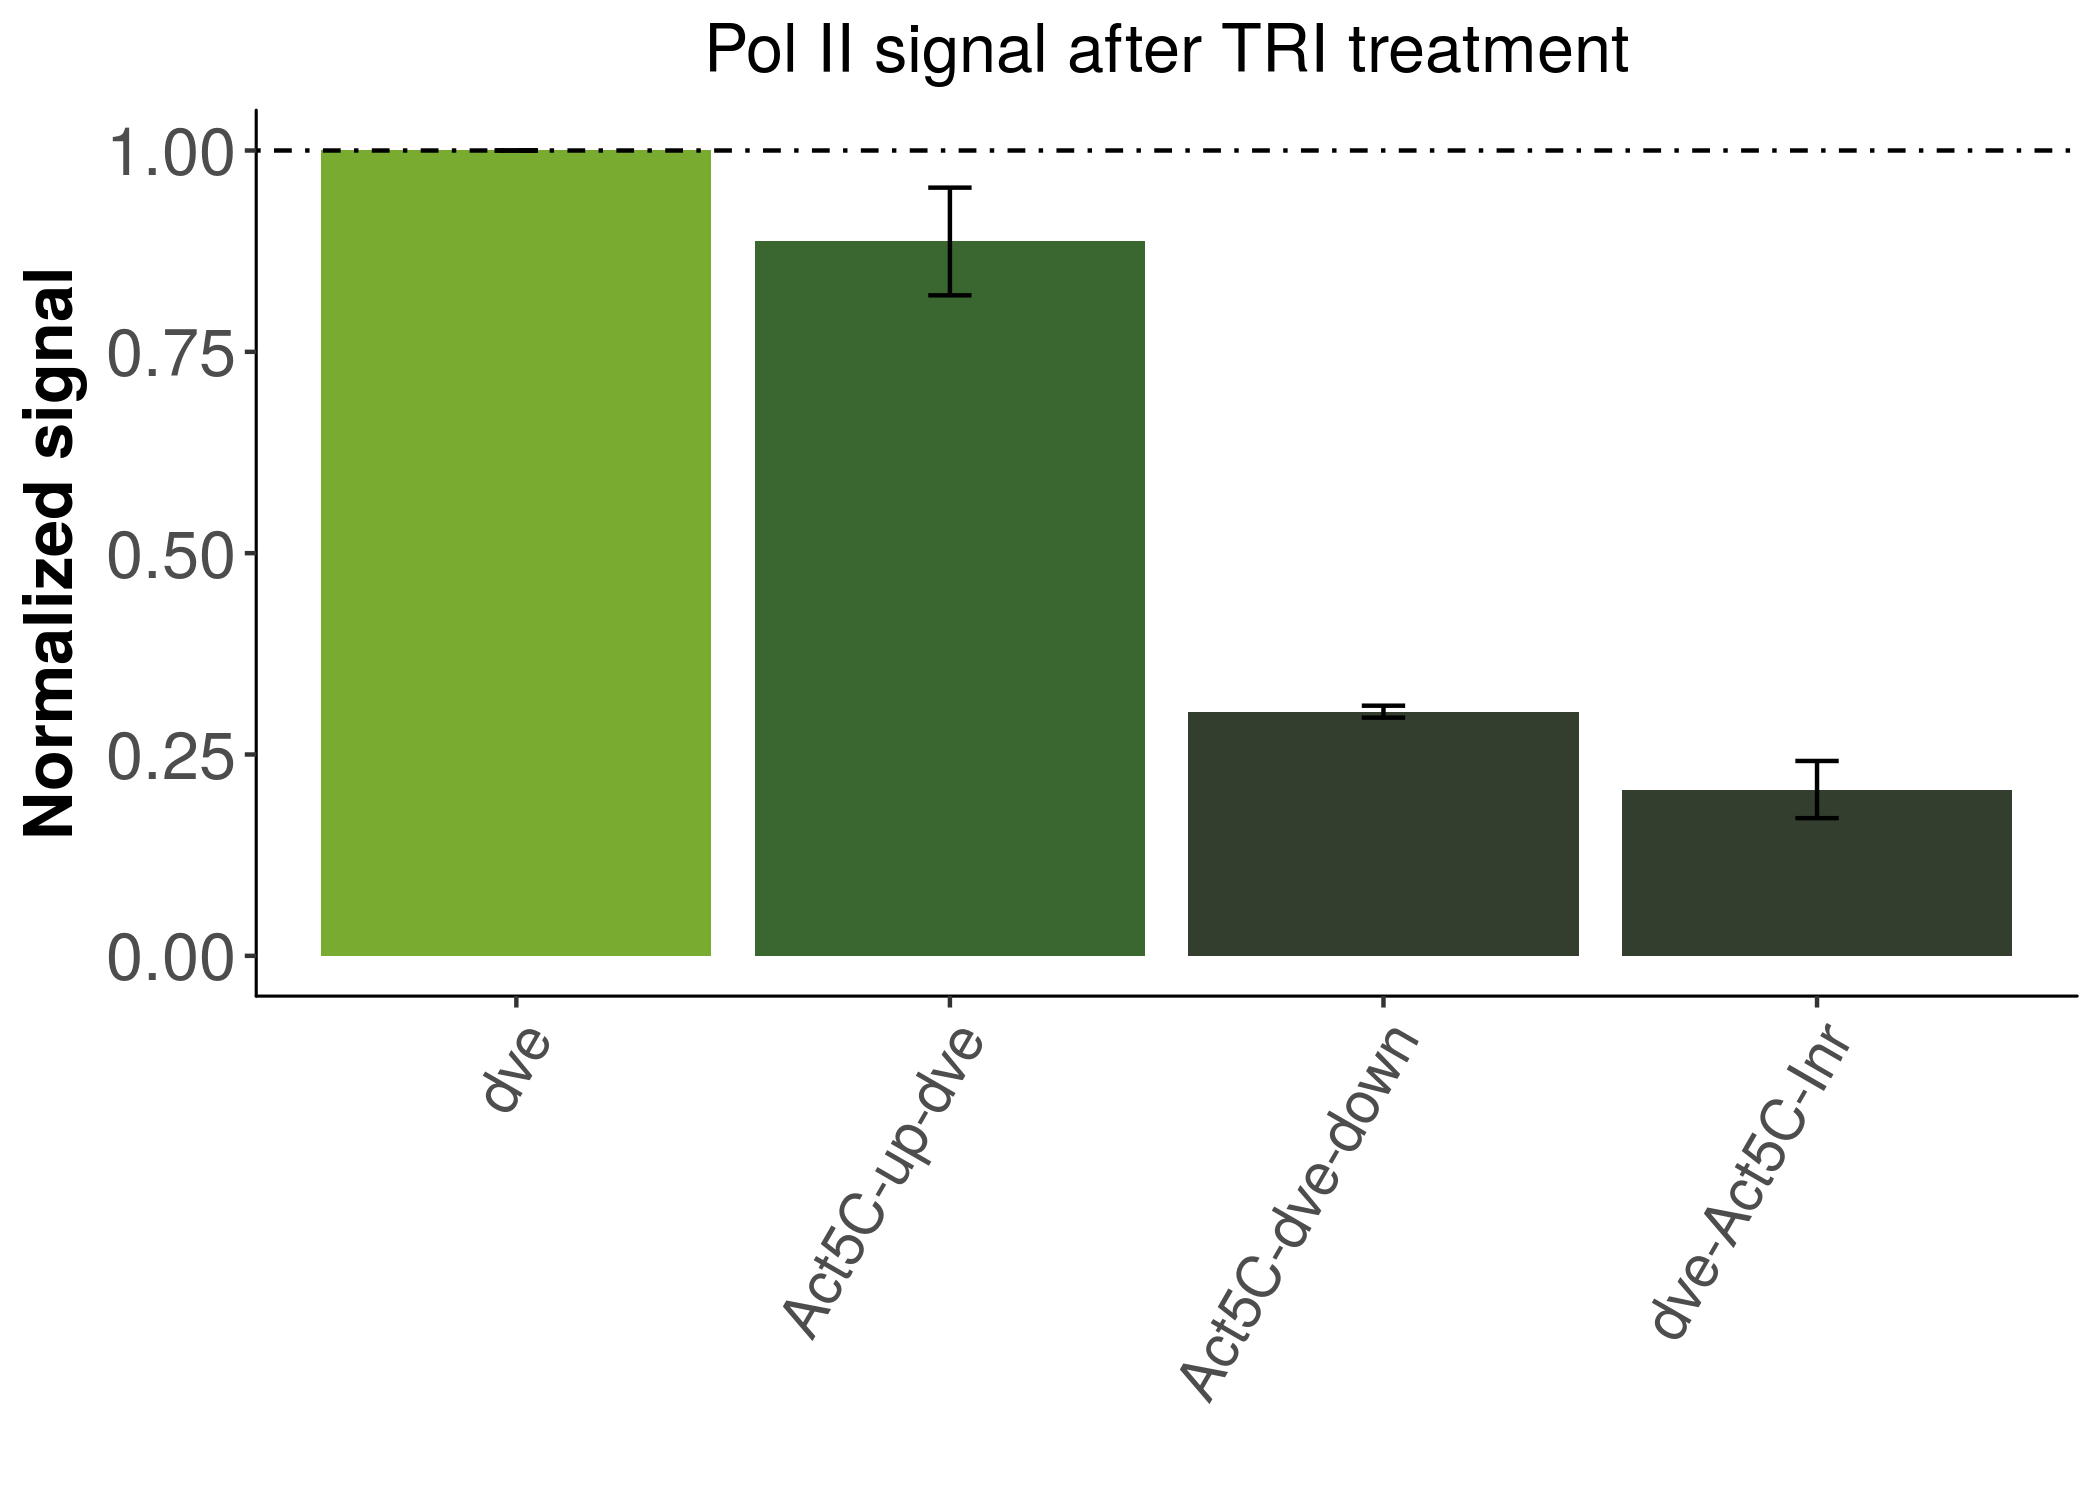 Pol II signal after TRI treatment
Normalized signal
1.00
0.75
0.50
0.25
0.00
dve
Act5C-up-dve
Act5C-dve-down
dve-Act5C-Inr